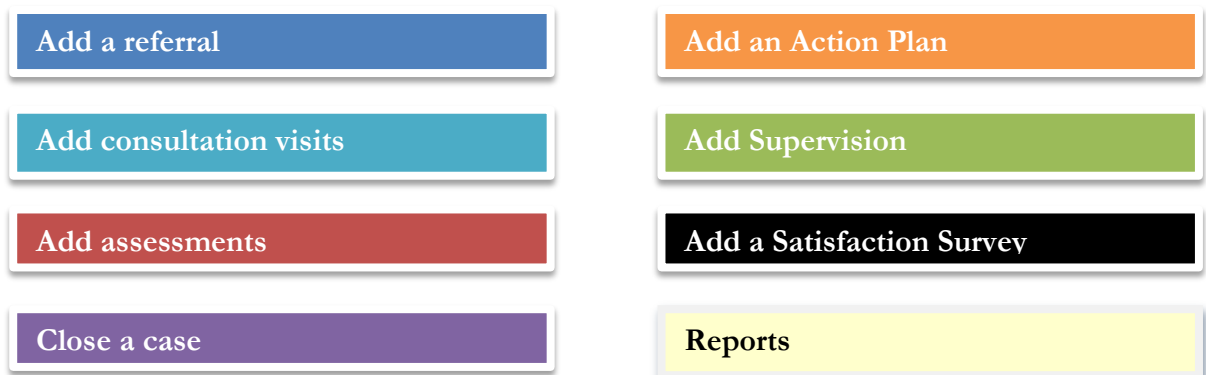 Add a referral
Add an Action Plan
Add consultation visits
Add Supervision
Add assessments
Add a Satisfaction Survey
Close a case
Reports